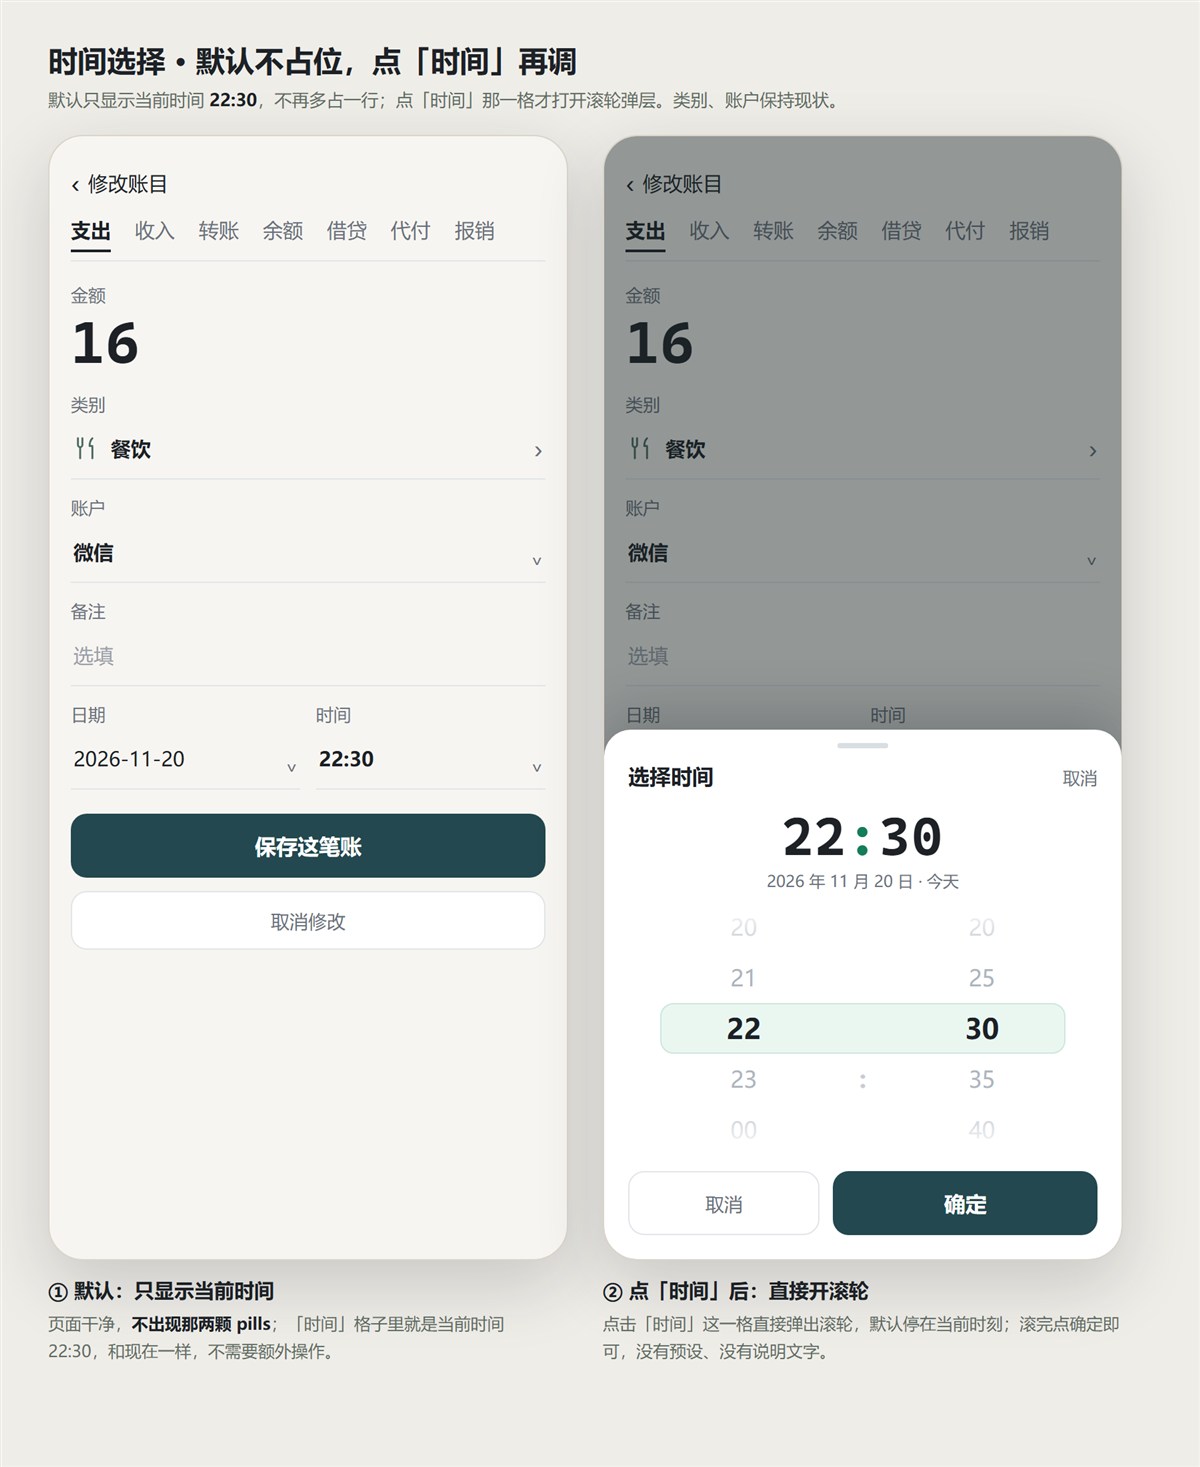 时间选择 • 默认不占位，点「时间」再调
默认只显示当前时间 22:30，不再多占一行；点「时间」那一格才打开滚轮弹层。类别、账户保持现状。
‹ 修改账目
支出 收入 转账 余额 借贷 代付 报销
金额
16
类别
餐饮 ›
账户
微信 ˅
备注
选填
日期 时间
2026-11-20 ˅ 22:30 ˅
保存这笔账
取消修改
① 默认：只显示当前时间
页面干净，不出现那两颗 pills；「时间」格子里就是当前时间
22:30，和现在一样，不需要额外操作。
‹ 修改账目
支出 收入 转账 余额 借贷 代付 报销
金额
16
类别
餐饮 ›
账户
微信 ˅
备注
选填
日期 时间
选择时间 取消
22:30
2026 年 11 月 20 日 · 今天
20 20
21 25
22 30
23 : 35
00 40
取消 确定
② 点「时间」后：直接开滚轮
点击「时间」这一格直接弹出滚轮，默认停在当前时刻；滚完点确定即
可，没有预设、没有说明文字。